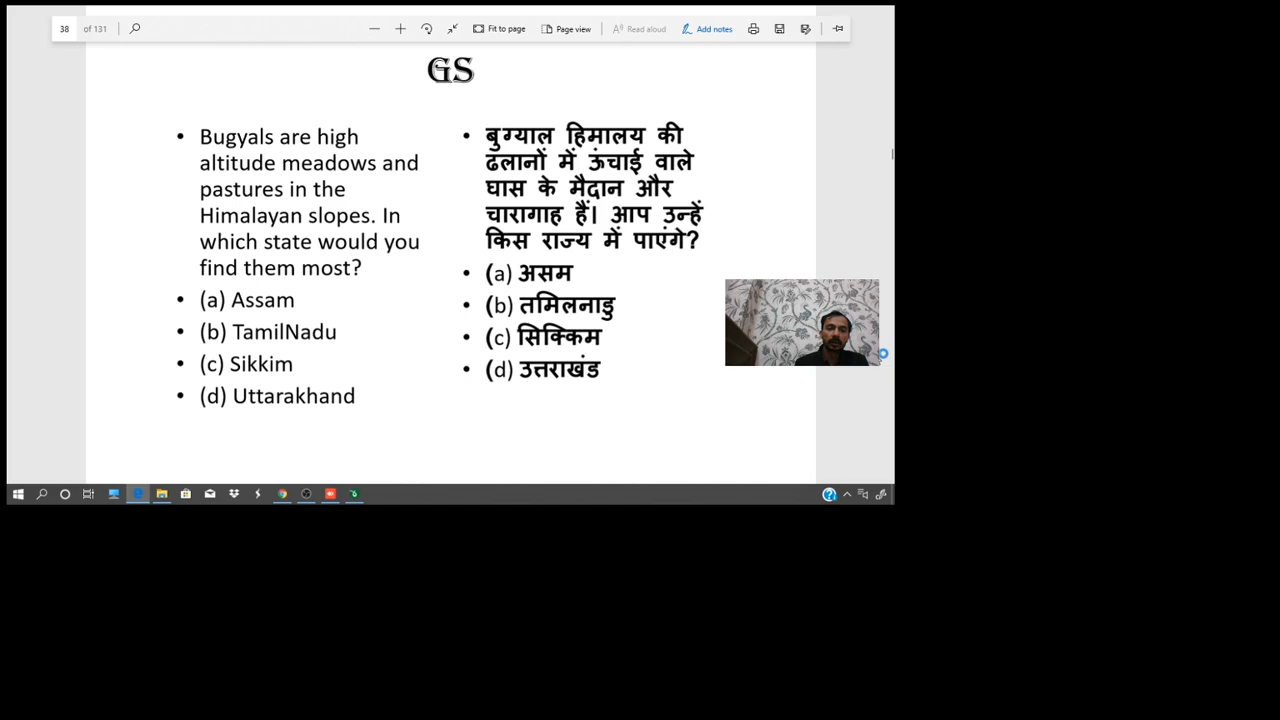 38 of 131 Fit to page Page view Read aloud Add notes
GS
• Bugyals are high
altitude meadows and
pastures in the
Himalayan slopes. In
which state would you
find them most?
• (a) Assam
• (b) TamilNadu
• (c) Sikkim
• (d) Uttarakhand
• बुग्याल हिमालय की
ढलानों में ऊंचाई वाले
घास के मैदान और
चारागाह हैं। आप उन्हें
किस राज्य में पाएंगे?
• (a) असम
• (b) तमिलनाडु
• (c) सिक्किम
• (d) उत्तराखंड